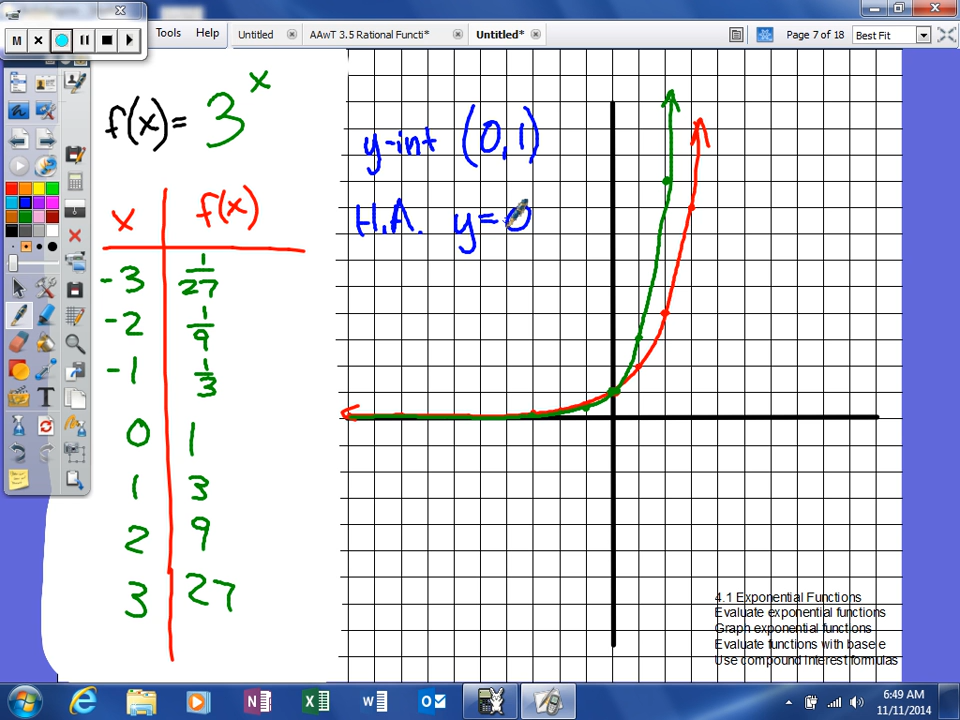 M
Tools Help Untitled AAwT 3.5 Rational Functi* Untitled* Page 7 of 18 Best Fit
f(x) = 3^x
y-int (0,1)
H.A. y=0
x f(x)
-3 1/27
-2 1/9
-1 1/3
0 1
1 3
2 9
3 27
4.1 Exponential Functions
Evaluate exponential functions
Graph exponential functions
Evaluate functions with base e
Use compound interest formulas
6:49 AM
11/11/2014